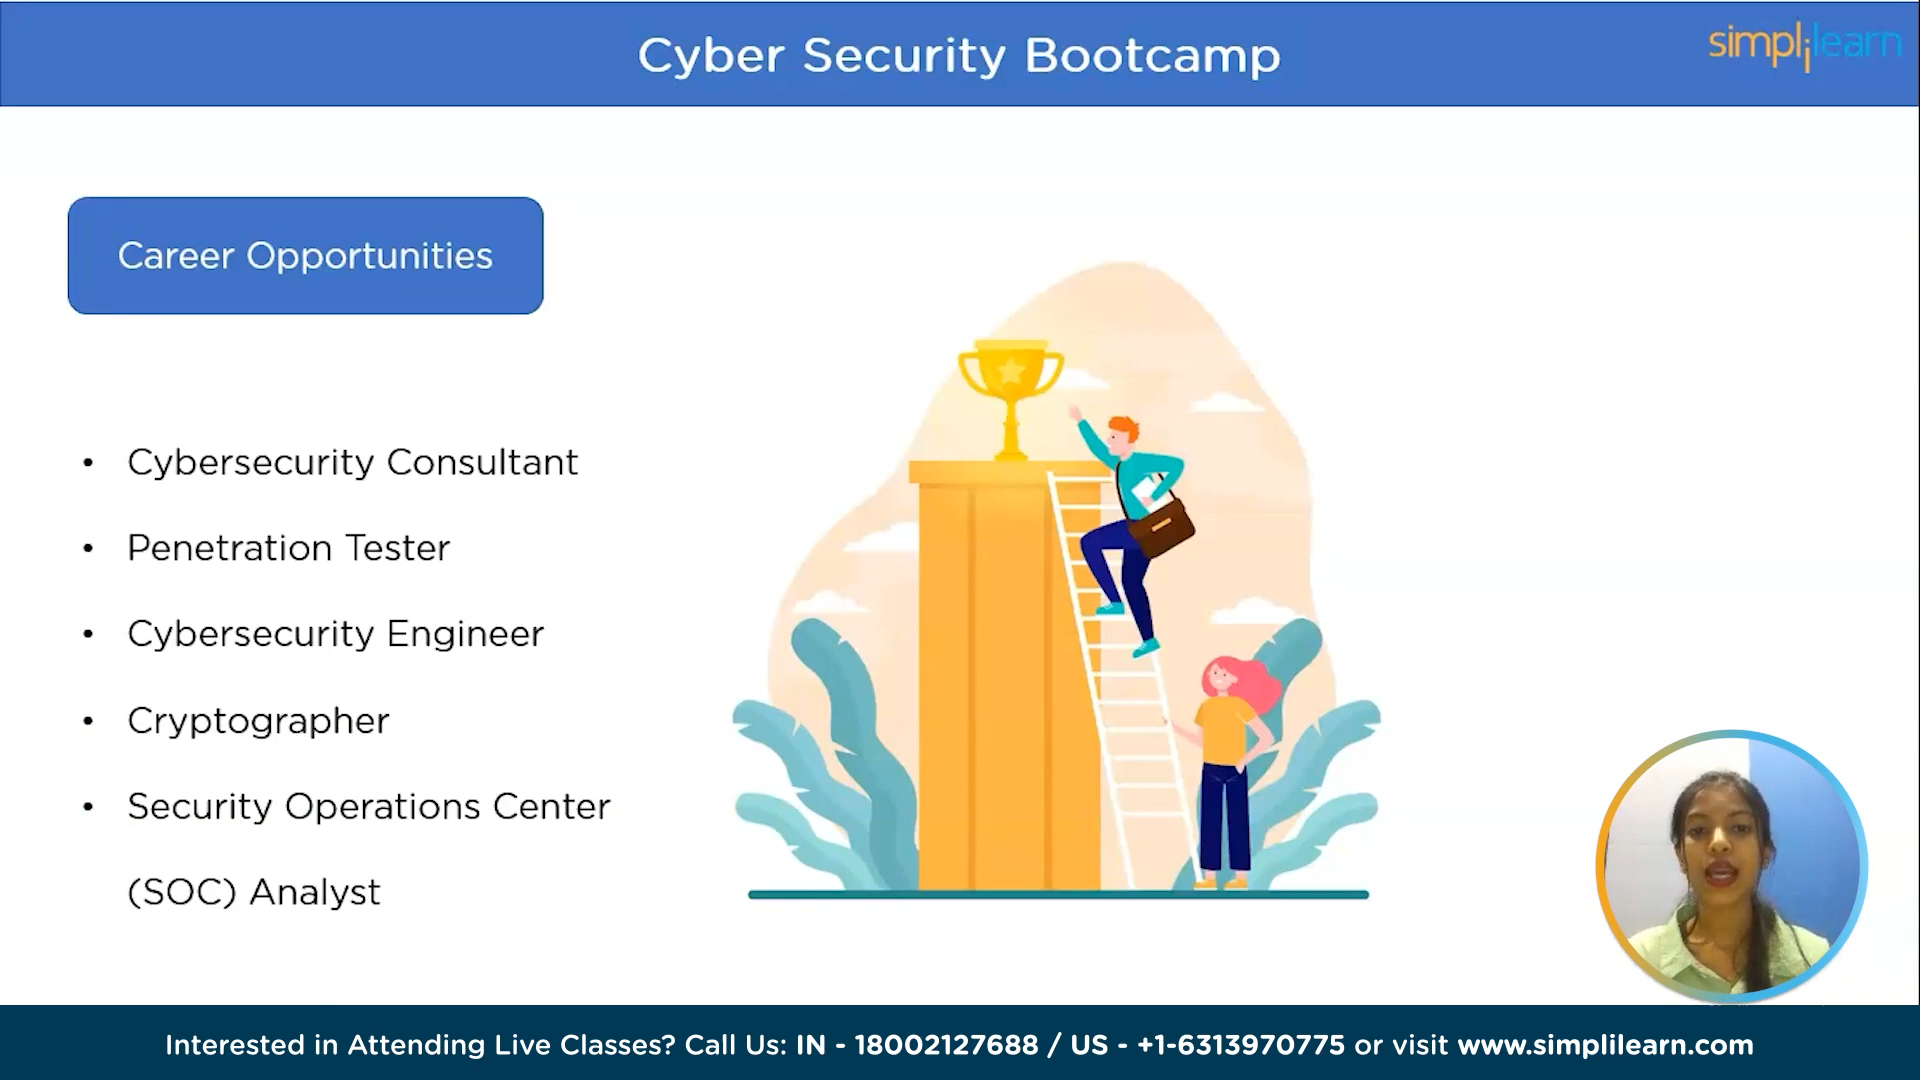 Cyber Security Bootcamp
simplilearn
Career Opportunities
• Cybersecurity Consultant
• Penetration Tester
• Cybersecurity Engineer
• Cryptographer
• Security Operations Center
(SOC) Analyst
Interested in Attending Live Classes? Call Us: IN - 18002127688 / US - +1-6313970775 or visit www.simplilearn.com